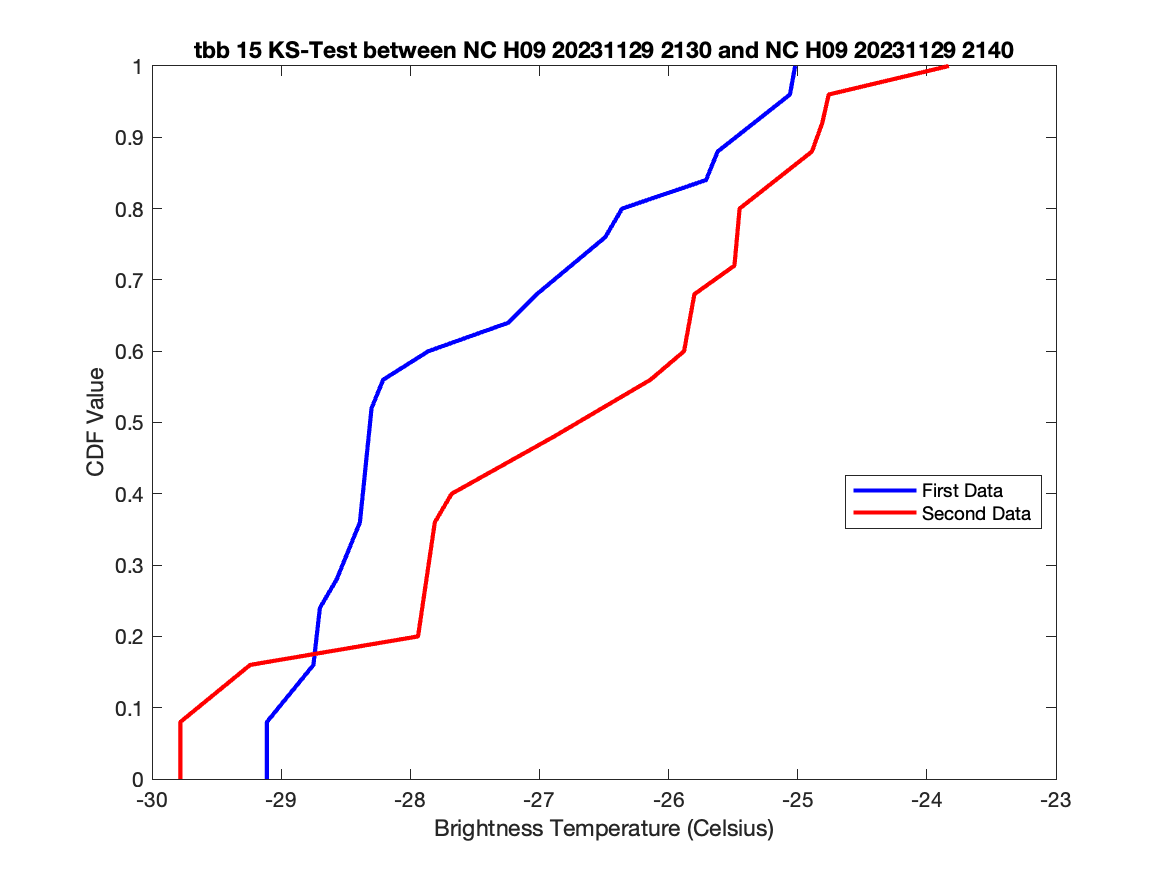 tbb 15 KS-Test between NC H09 20231129 2130 and NC H09 20231129 2140
1
0.9
0.8
0.7
0.6
0.5
0.4
0.3
0.2
0.1
0
CDF Value
First Data
Second Data
-30 -29 -28 -27 -26 -25 -24 -23
Brightness Temperature (Celsius)